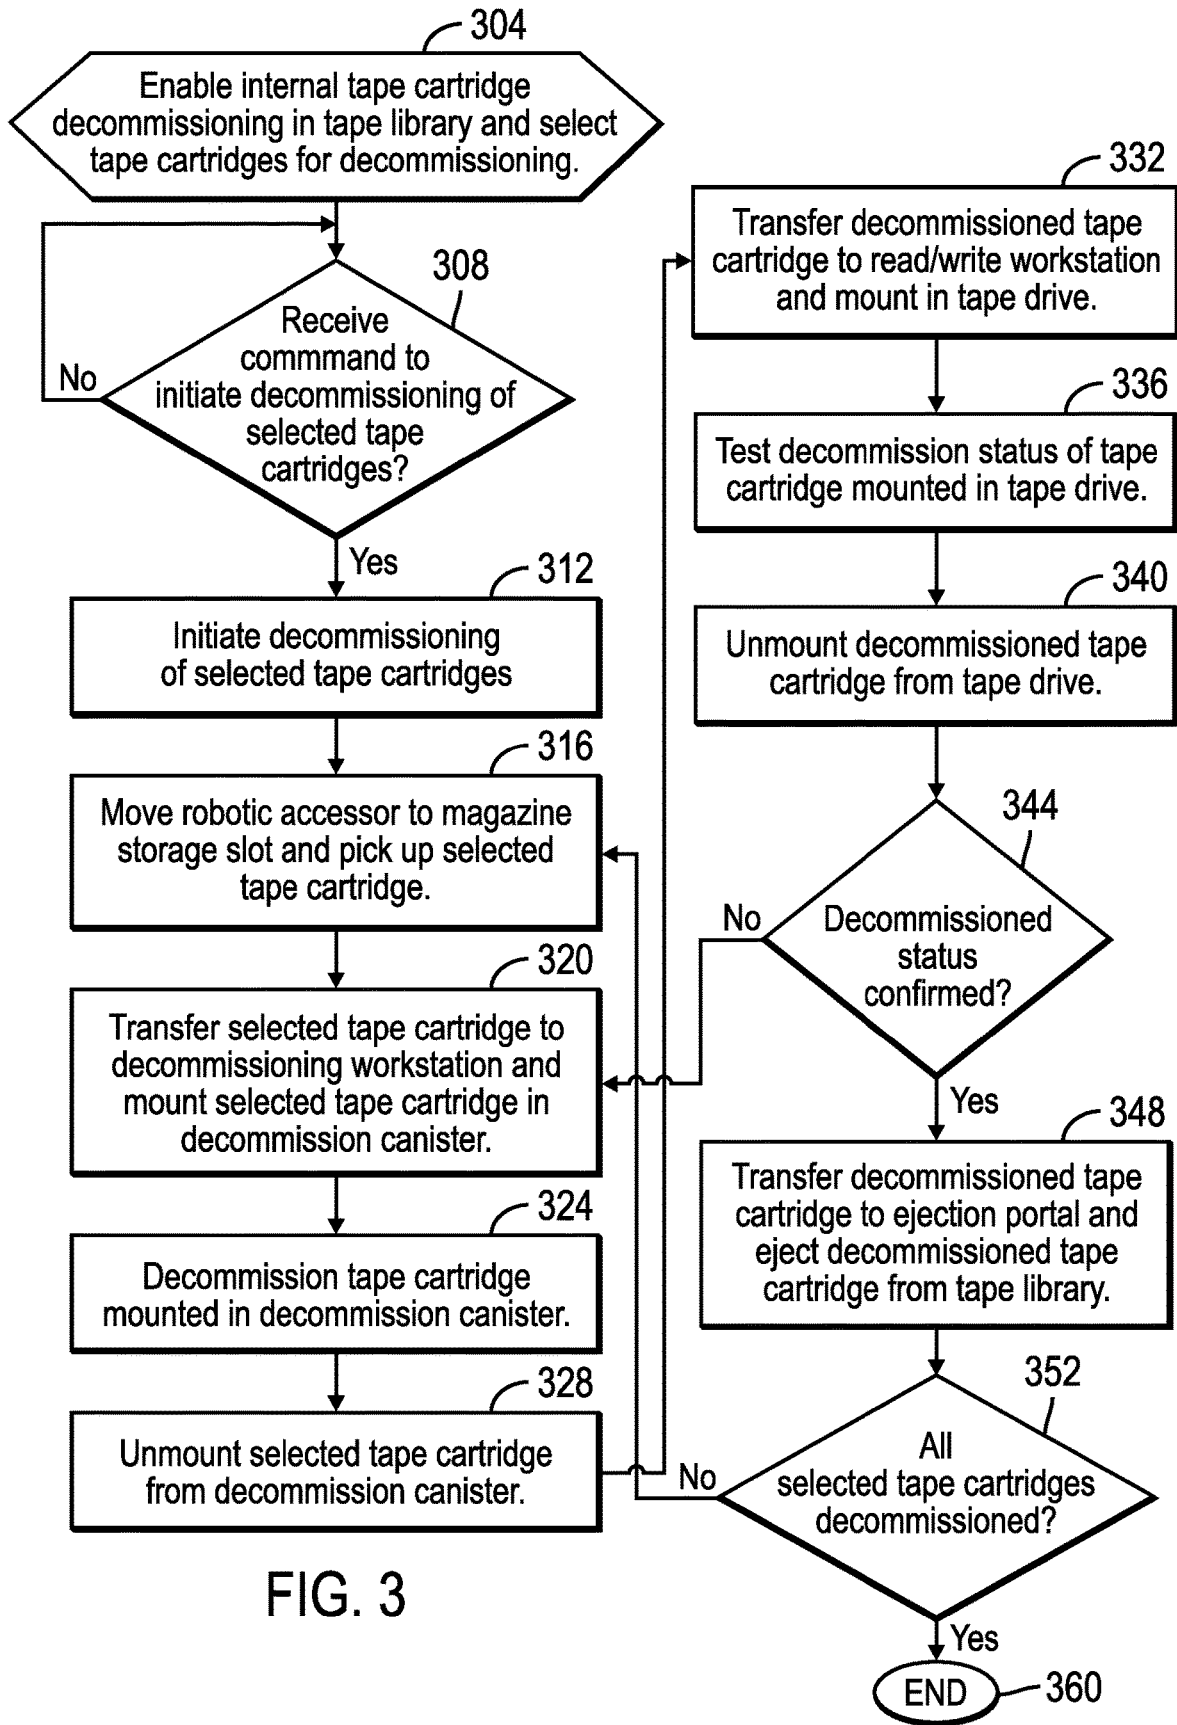 304
Enable internal tape cartridge
decommissioning in tape library and select
tape cartridges for decommissioning.
308
Receive
commmand to
initiate decommissioning of
selected tape
cartridges?
No
Yes
312
Initiate decommissioning
of selected tape cartridges
316
Move robotic accessor to magazine
storage slot and pick up selected
tape cartridge.
320
Transfer selected tape cartridge to
decommissioning workstation and
mount selected tape cartridge in
decommission canister.
324
Decommission tape cartridge
mounted in decommission canister.
328
Unmount selected tape cartridge
from decommission canister.
332
Transfer decommissioned tape
cartridge to read/write workstation
and mount in tape drive.
336
Test decommission status of tape
cartridge mounted in tape drive.
340
Unmount decommissioned tape
cartridge from tape drive.
344
Decommissioned
status
confirmed?
No
Yes
348
Transfer decommissioned tape
cartridge to ejection portal and
eject decommissioned tape
cartridge from tape library.
352
All
selected tape cartridges
decommissioned?
No
Yes
END
360
FIG. 3